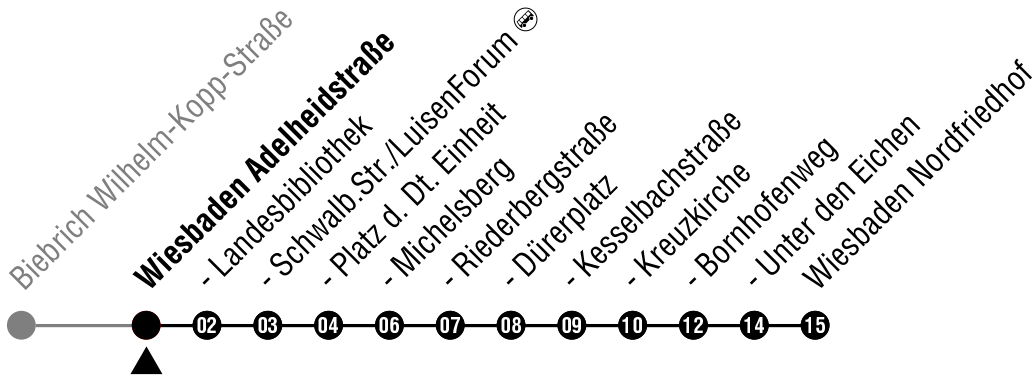 Biebrich Wilhelm-Kopp-Straße
Wiesbaden Adelheidstraße
- Landesbibliothek
- Schwalb.Str./LuisenForum
- Platz d. Dt. Einheit
- Michelsberg
- Riederbergstraße
- Dürerplatz
- Kesselbachstraße
- Kreuzkirche
- Bornhofenweg
- Unter den Eichen
Wiesbaden Nordfriedhof
02 03 04 06 07 08 09 10 12 14 15